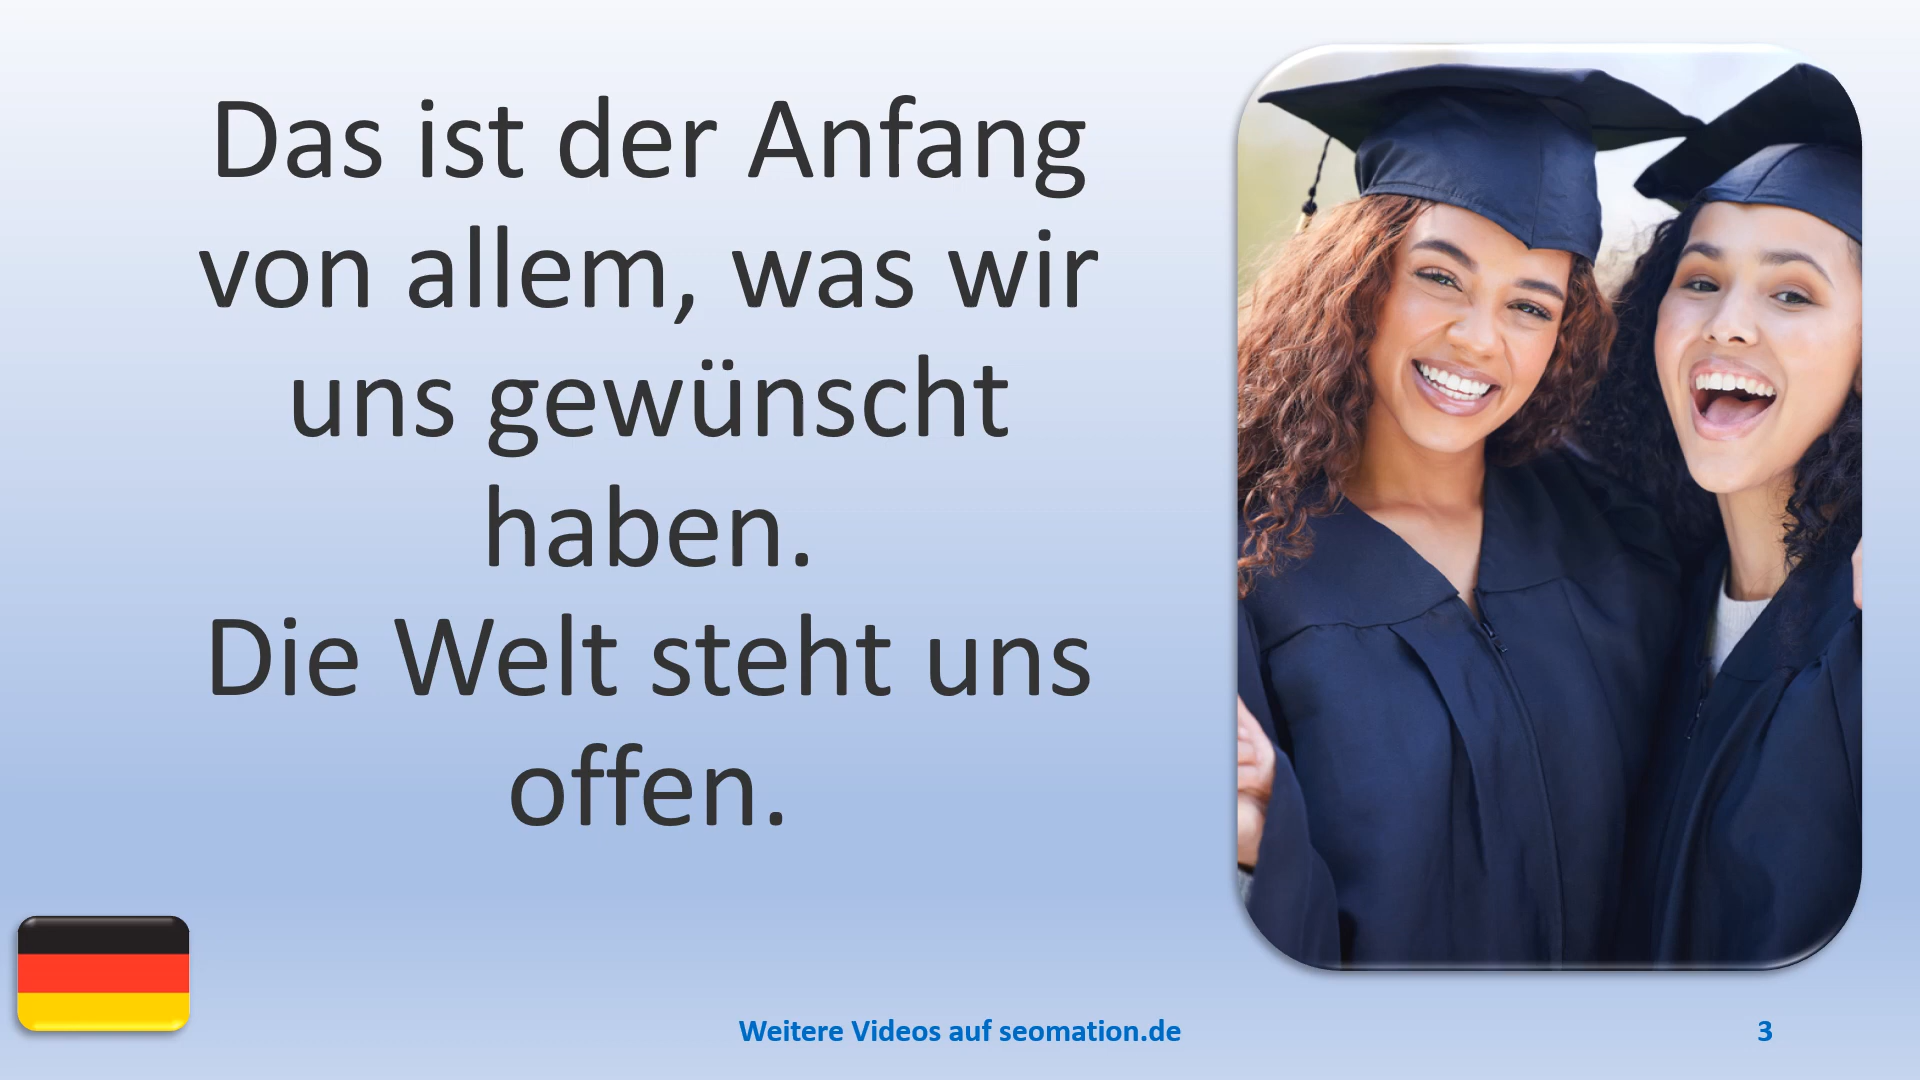 Das ist der Anfang
von allem, was wir
uns gewünscht
haben.
Die Welt steht uns
offen.
Weitere Videos auf seomation.de
3